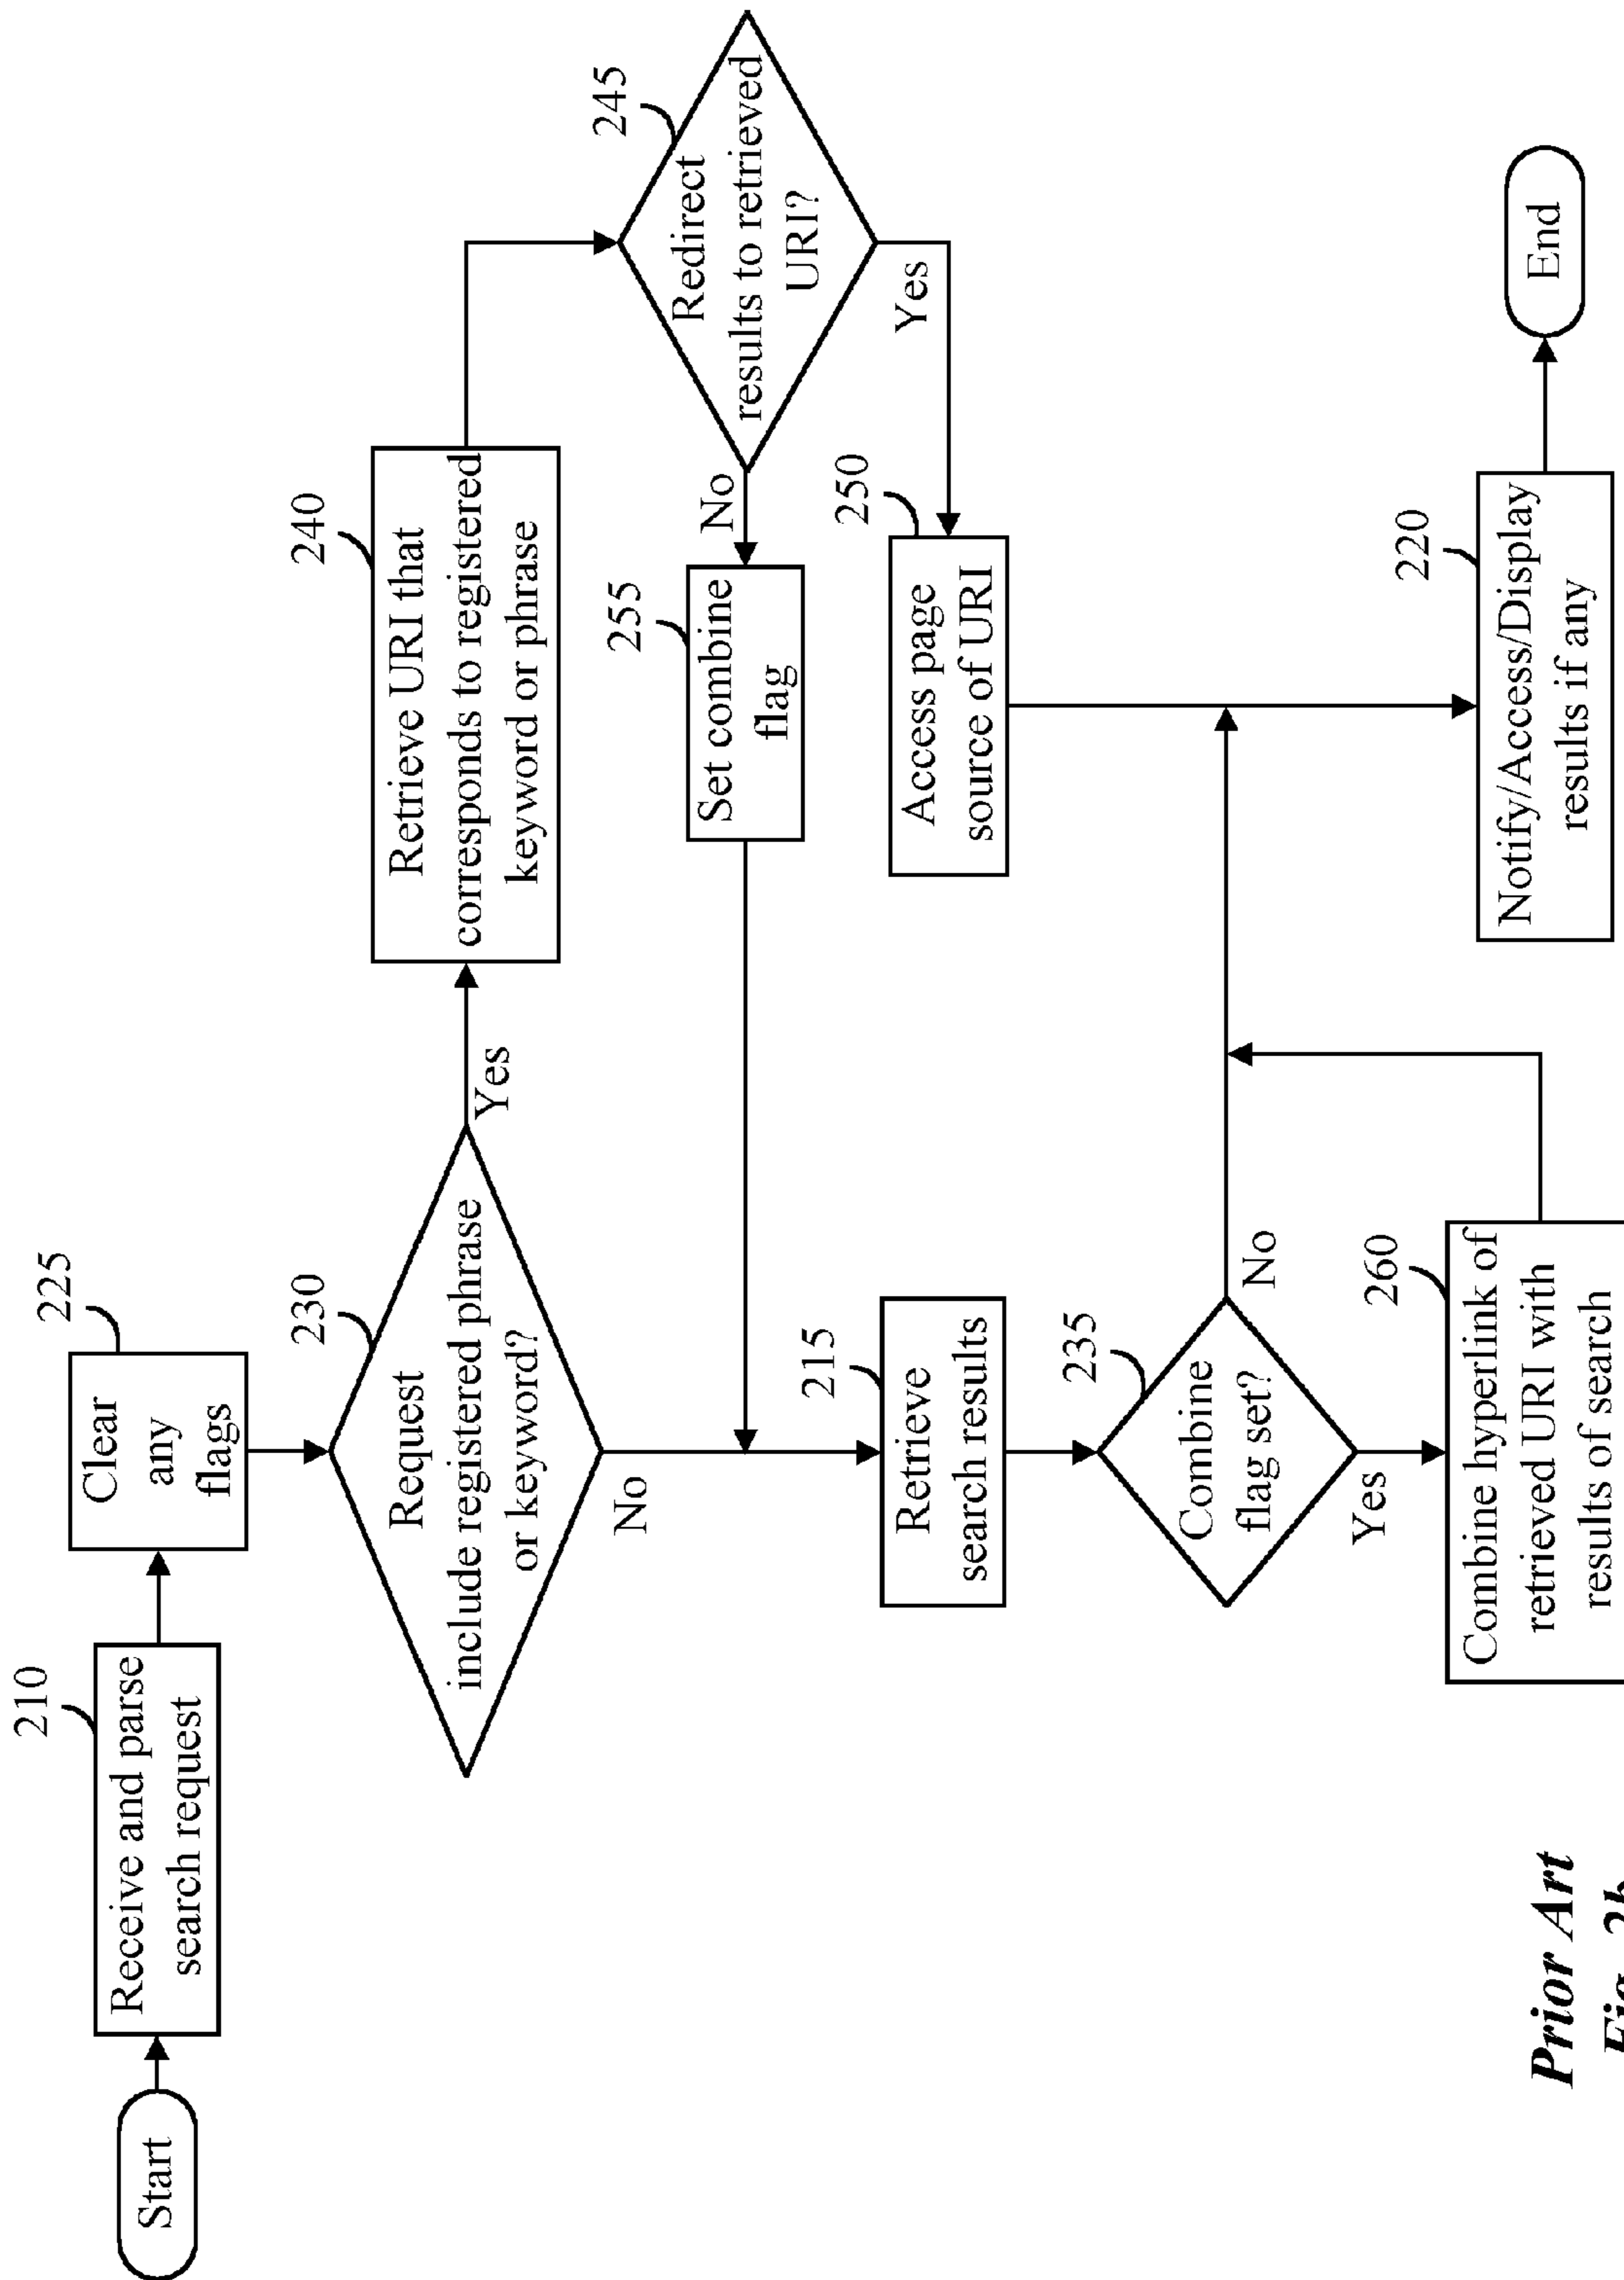 Start
210
Receive and parse
search request
225
Clear
any
flags
230
Request
include registered phrase
or keyword?
Yes
No
240
Retrieve URI that
corresponds to registered
keyword or phrase
245
Redirect
results to retrieved
URI?
No
Yes
255
Set combine
flag
250
Access page
source of URI
215
Retrieve
search results
235
Combine
flag set?
No
Yes
260
Combine hyperlink of
retrieved URI with
results of search
220
Notify/Access/Display
results if any
End
Prior Art
Fig. 2b